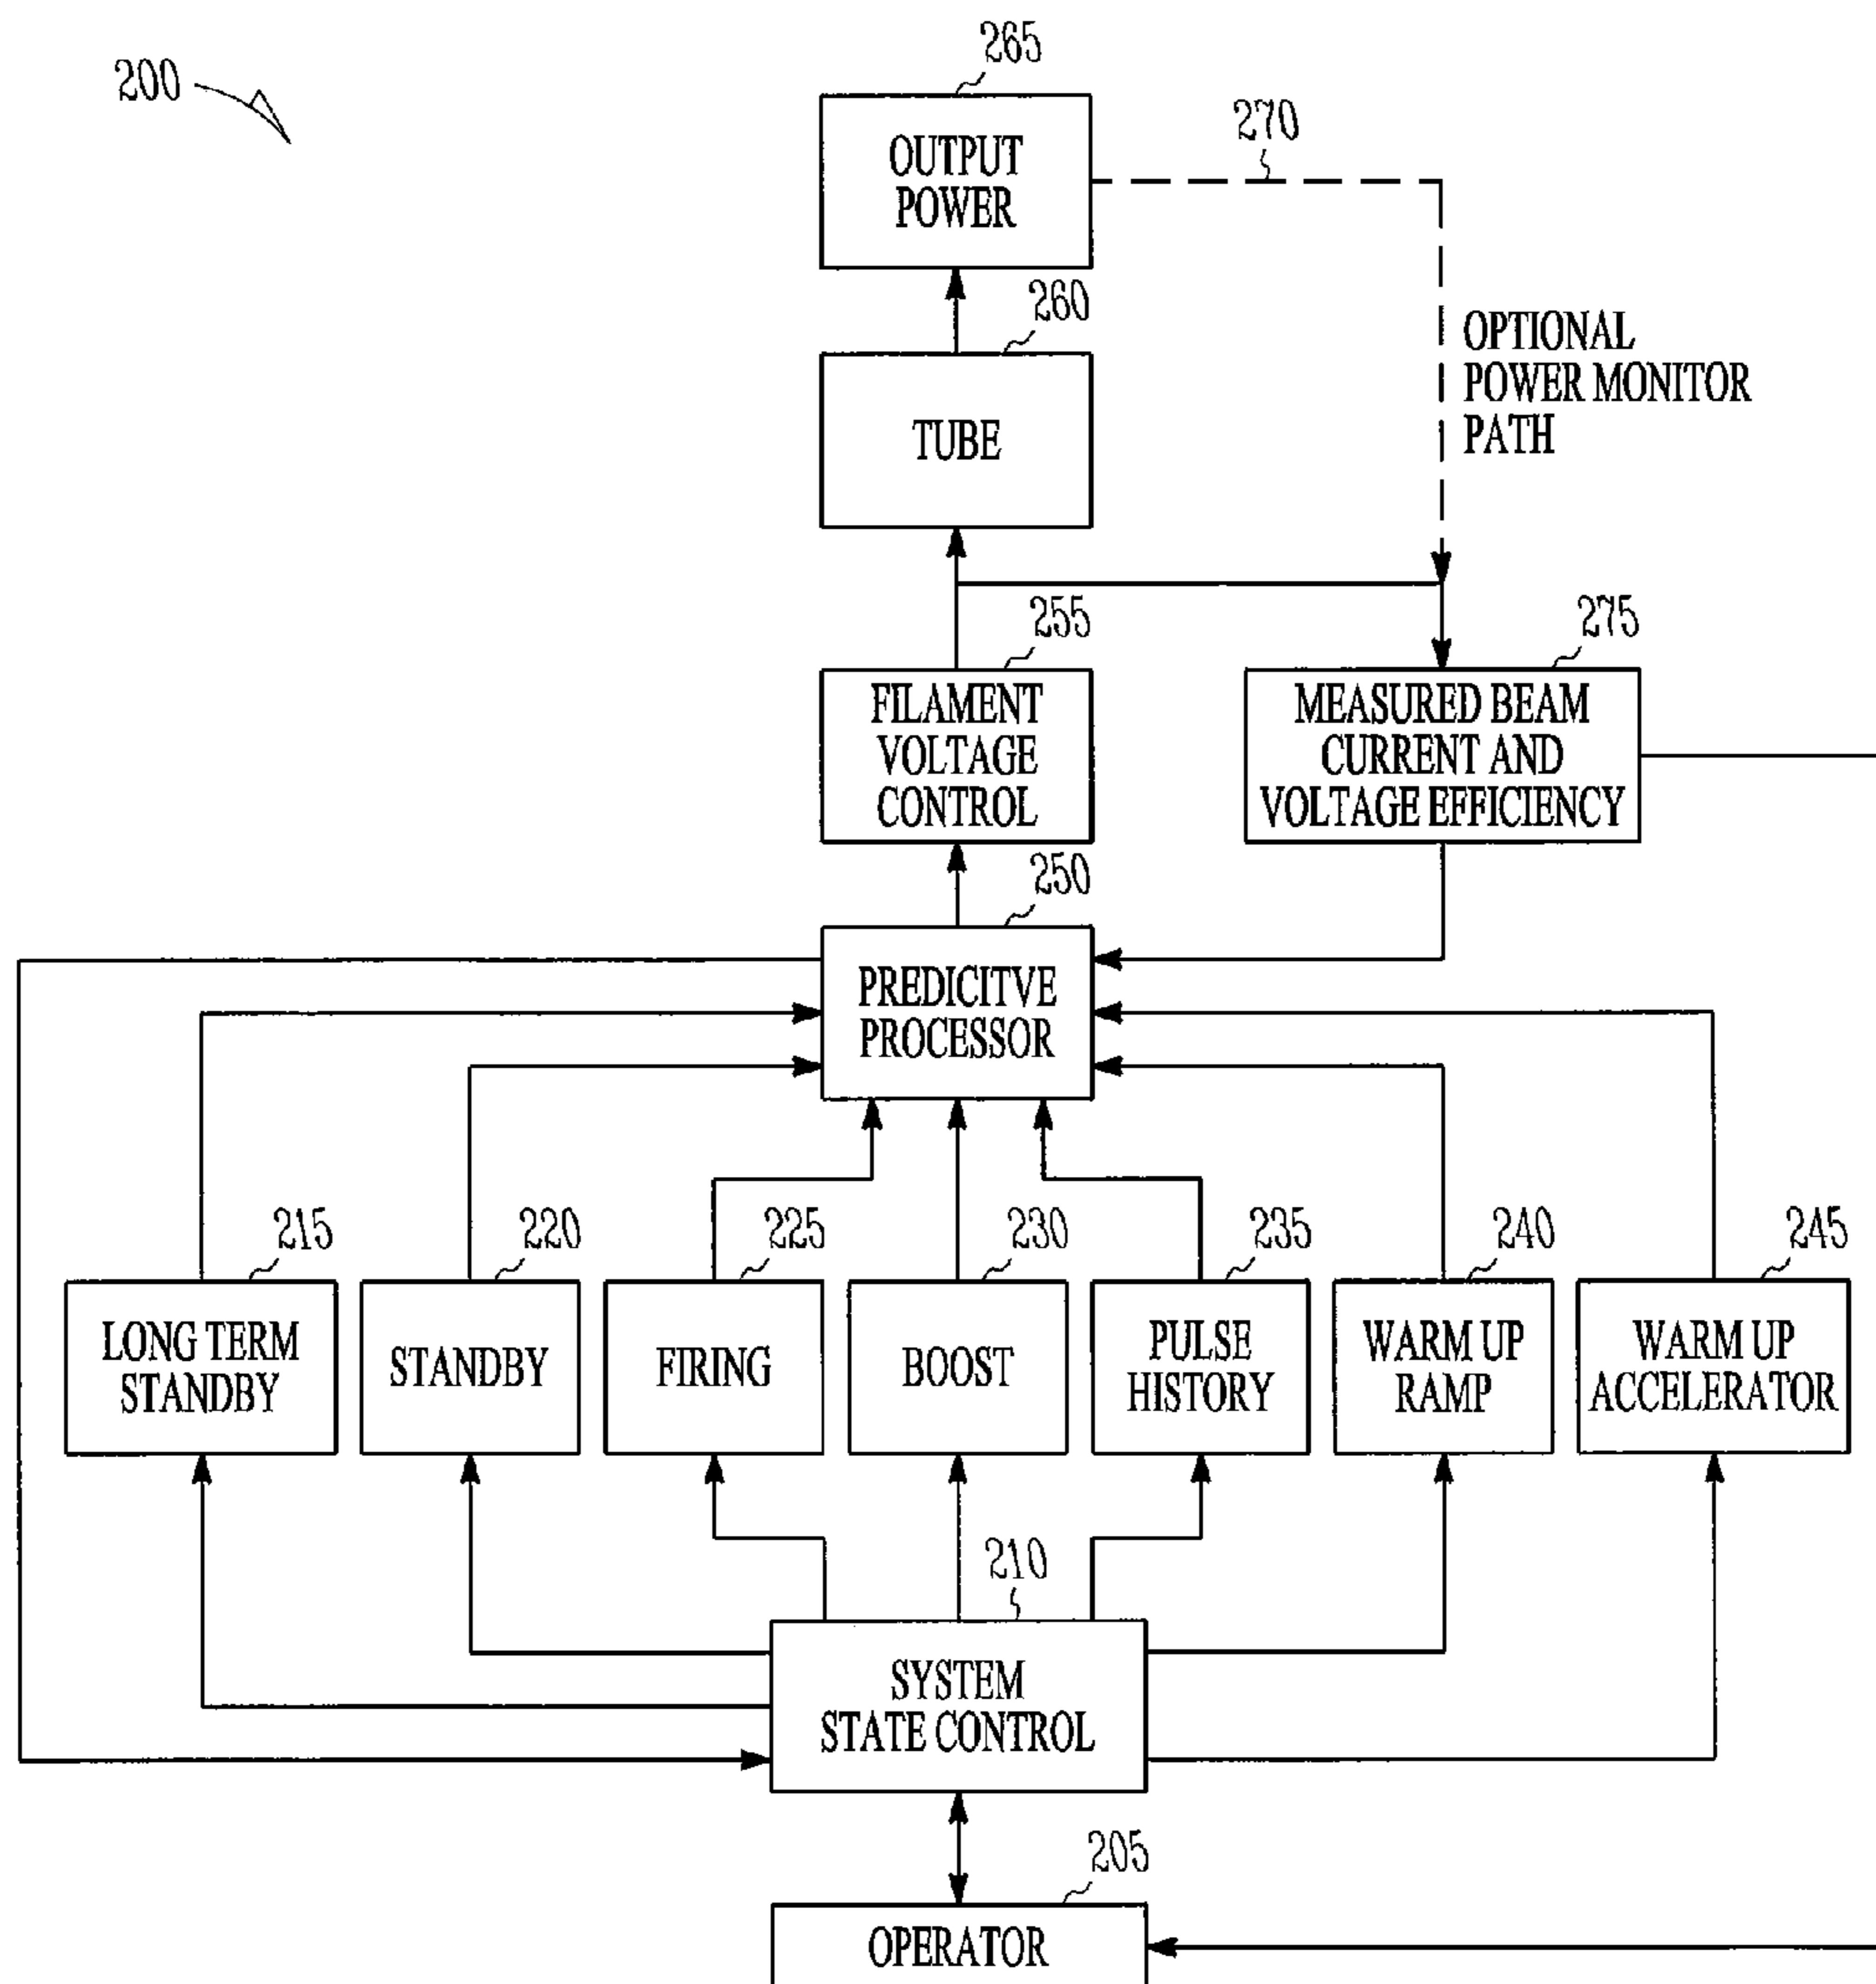 200
265
OUTPUT
POWER
270
260
TUBE
OPTIONAL
POWER MONITOR
PATH
255
FILAMENT
VOLTAGE
CONTROL
275
MEASURED BEAM
CURRENT AND
VOLTAGE EFFICIENCY
250
PREDICITVE
PROCESSOR
215
LONG TERM
STANDBY
220
STANDBY
225
FIRING
230
BOOST
235
PULSE
HISTORY
240
WARM UP
RAMP
245
WARM UP
ACCELERATOR
210
SYSTEM
STATE CONTROL
205
OPERATOR